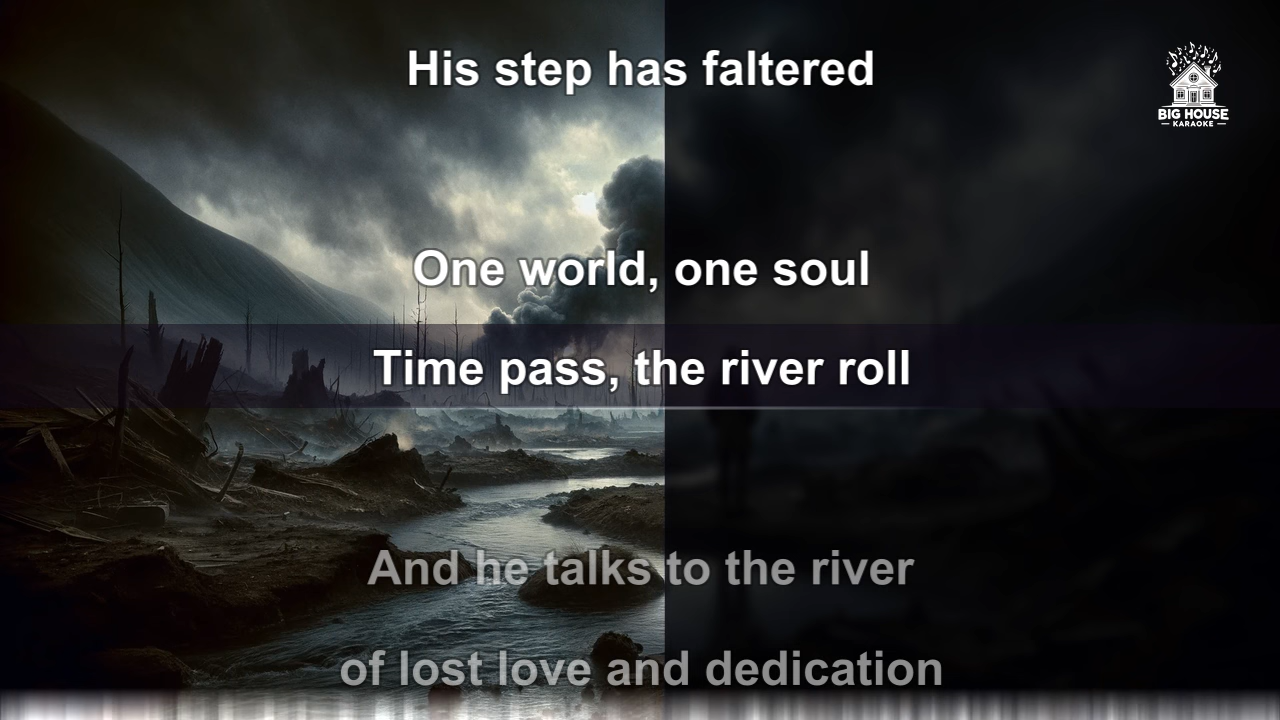 His step has faltered
BIG HOUSE
KARAOKE
One world, one soul
Time pass, the river roll
And he talks to the river
of lost love and dedication